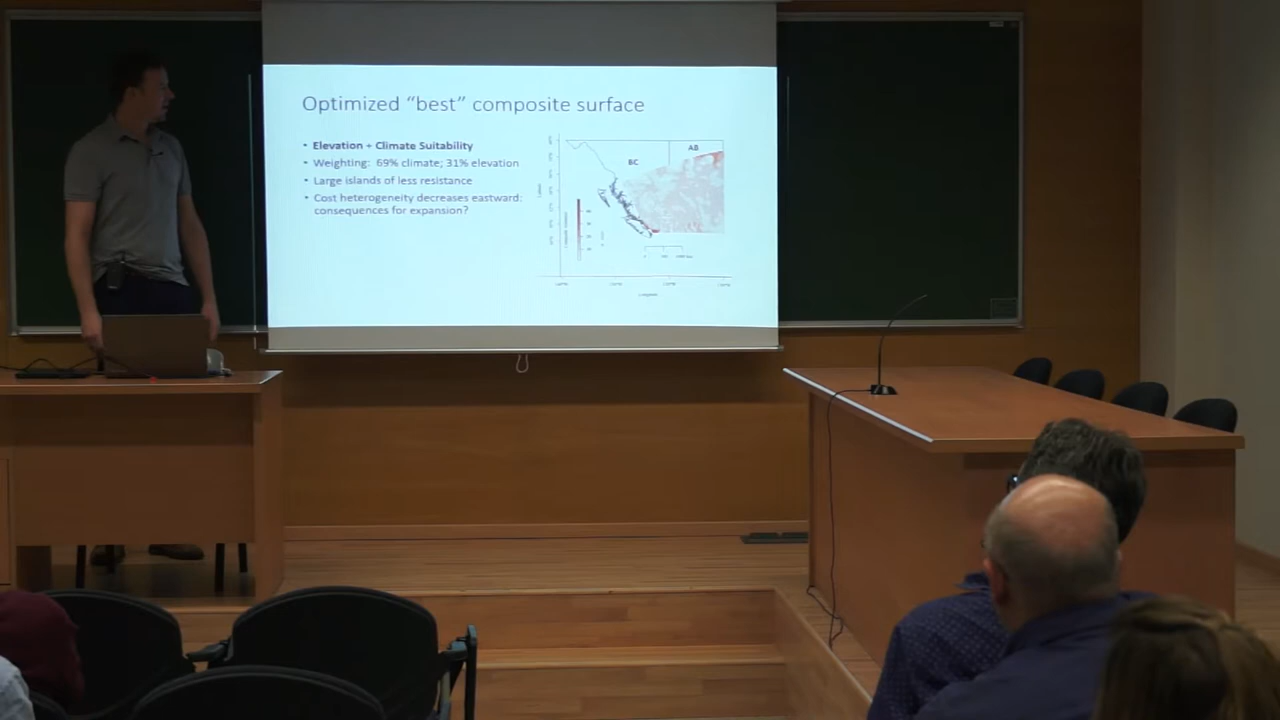 Optimized “best” composite surface
• Elevation + Climate Suitability
• Weighting: 69% climate; 31% elevation
• Large islands of less resistance
• Cost heterogeneity decreases eastward:
consequences for expansion?
BC
AB